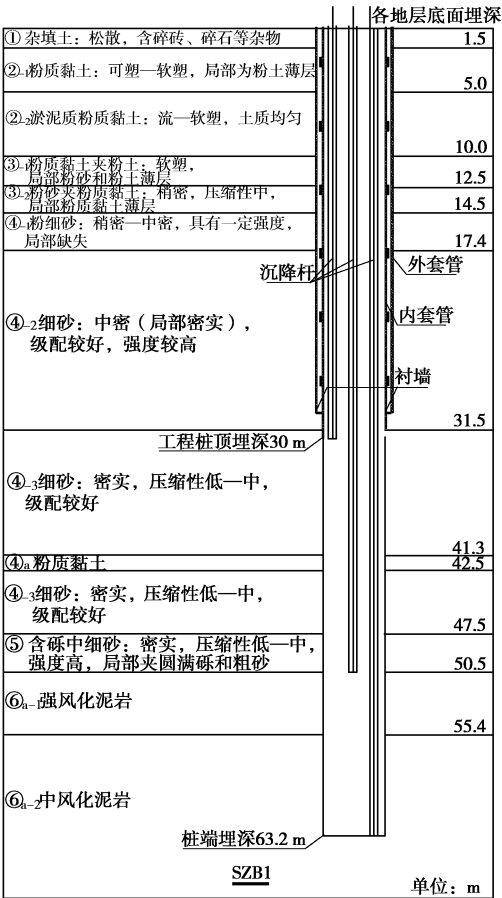 各地层底面埋深
①杂填土：松散，含碎砖、碎石等杂物
1.5
②-1粉质黏土：可塑—软塑，局部为粉土薄层
5.0
②-2淤泥质粉质黏土：流—软塑，土质均匀
10.0
③-1粉质黏土夹粉土：软塑，
局部粉砂和粉土薄层
12.5
③-2粉砂夹粉质黏土：稍密，压缩性中，
局部粉质黏土薄层
14.5
④-1粉细砂：稍密—中密，具有一定强度，
局部缺失
17.4
沉降杆
外套管
内套管
④-2细砂：中密（局部密实），
级配较好，强度较高
衬墙
31.5
工程桩顶埋深30 m
④-3细砂：密实，压缩性低—中，
级配较好
41.3
④a粉质黏土
42.5
④-3细砂：密实，压缩性低—中，
级配较好
47.5
⑤含砾中细砂：密实，压缩性低—中，
强度高，局部夹圆满砾和粗砂
50.5
⑥a-1强风化泥岩
55.4
⑥a-2中风化泥岩
桩端埋深63.2 m
SZB1
单位：m